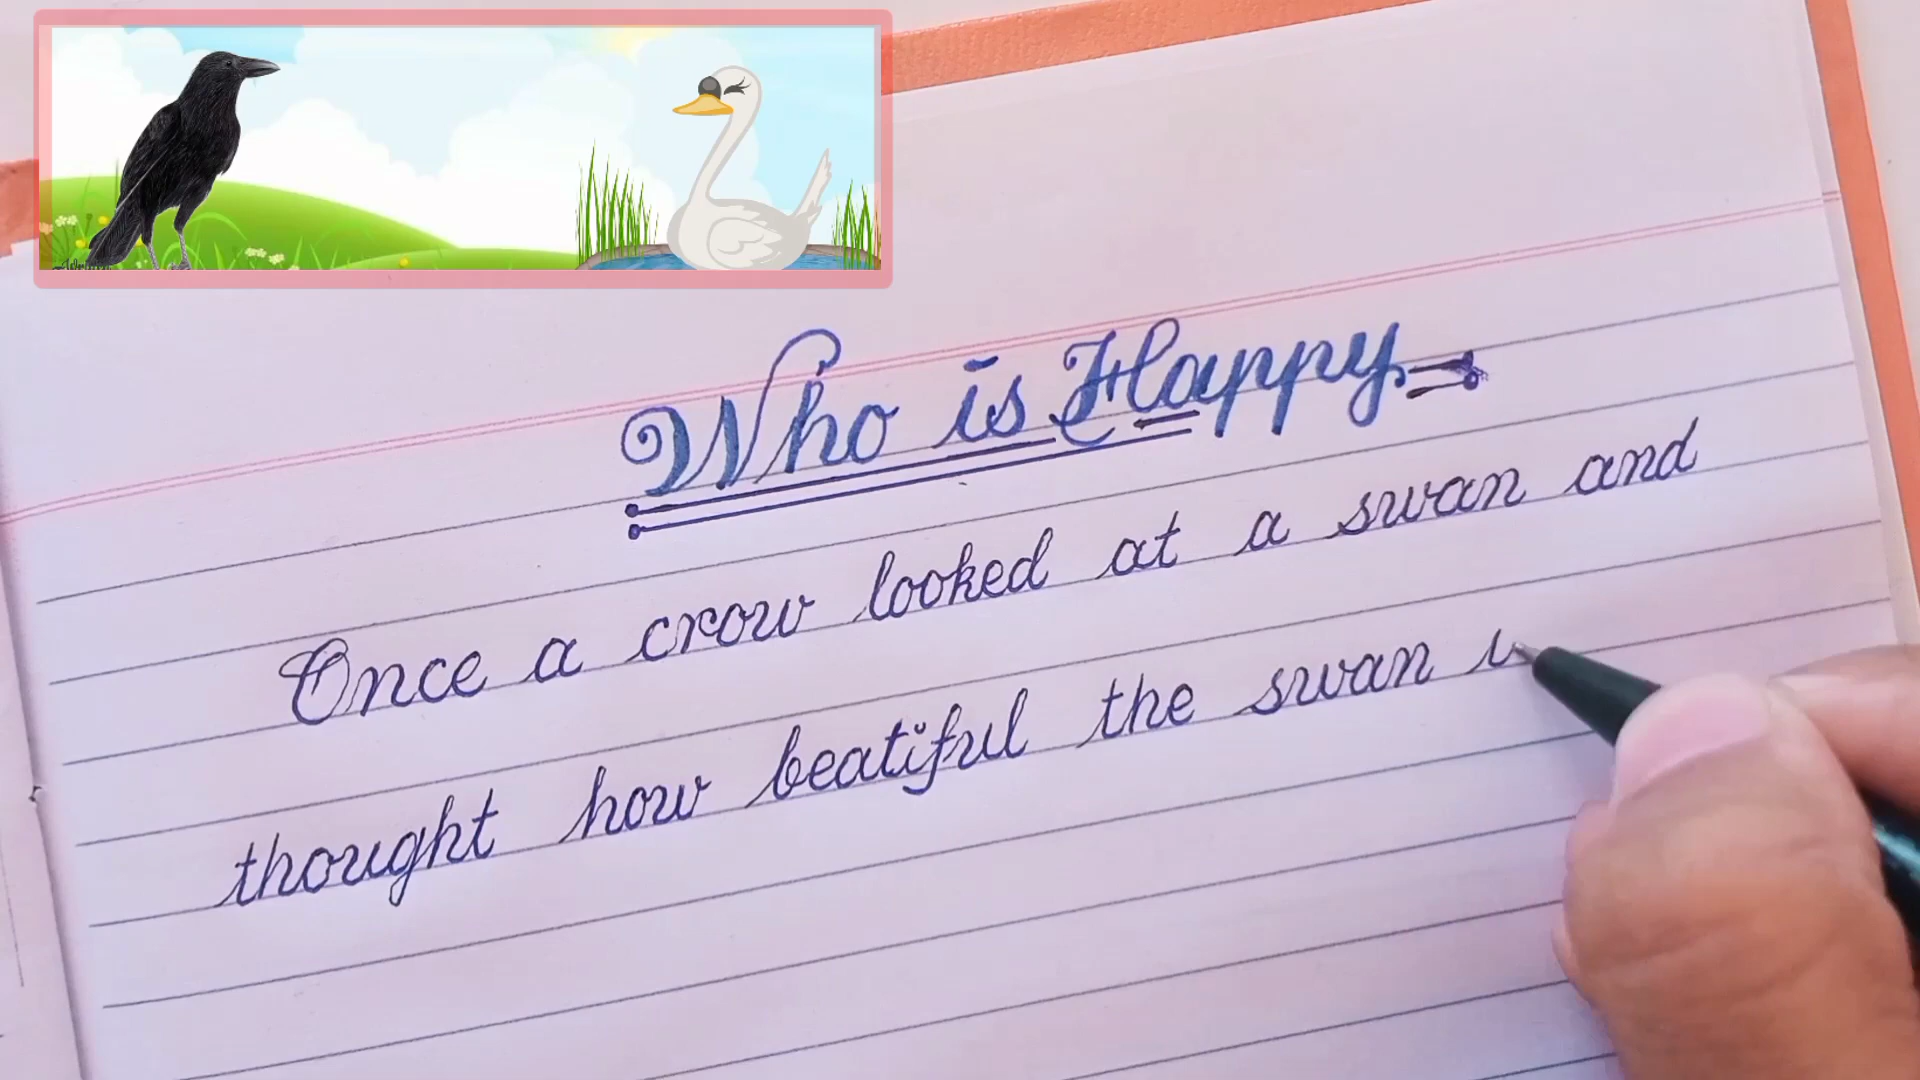 Who is Happy
Once a crow looked at a swan and
thought how beatiful the swan i